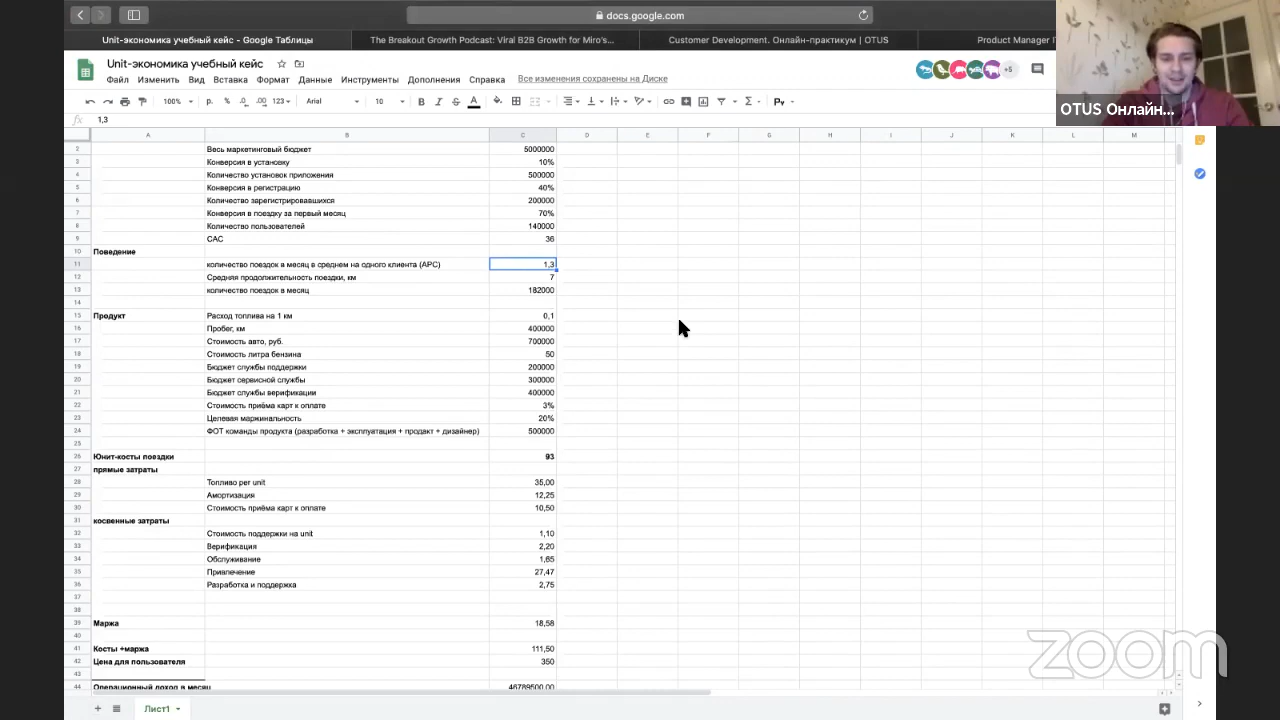 docs.google.com
Unit-экономика учебный кейс - Google Таблицы
The Breakout Growth Podcast: Viral B2B Growth for Miro's...
Customer Development. Онлайн-практикум | OTUS
Product Manager I
Unit-экономика учебный кейс
Файл Изменить Вид Вставка Формат Данные Инструменты Дополнения Справка Все изменения сохранены на Диске
+5
OTUS Онлайн...
100% р. % .0 .00 123 Arial 10 B I S A
fx 1,3
A B C D E F G H I J K L M
2 Весь маркетинговый бюджет 5000000
3 Конверсия в установку 10%
4 Количество установок приложения 500000
5 Конверсия в регистрацию 40%
6 Количество зарегистрировавшихся 200000
7 Конверсия в поездку за первый месяц 70%
8 Количество пользователей 140000
9 CAC 36
10 Поведение
11 количество поездок в месяц в среднем на одного клиента (APC) 1,3
12 Средняя продолжительность поездки, км 7
13 количество поездок в месяц 182000
14
15 Продукт Расход топлива на 1 км 0,1
16 Пробег, км 400000
17 Стоимость авто, руб. 700000
18 Стоимость литра бензина 50
19 Бюджет службы поддержки 200000
20 Бюджет сервисной службы 300000
21 Бюджет службы верификации 400000
22 Стоимость приёма карт к оплате 3%
23 Целевая маржинальность 20%
24 ФОТ команды продукта (разработка + эксплуатация + продакт + дизайнер) 500000
25
26 Юнит-косты поездки 93
27 прямые затраты
28 Топливо per unit 35,00
29 Амортизация 12,25
30 Стоимость приёма карт к оплате 10,50
31 косвенные затраты
32 Стоимость поддержки на unit 1,10
33 Верификация 2,20
34 Обслуживание 1,65
35 Привлечение 27,47
36 Разработка и поддержка 2,75
37
38
39 Маржа 18,58
40
41 Косты +маржа 111,50
42 Цена для пользователя 350
43
44 Операционный доход в месяц 46789500,00
Лист1
zoom